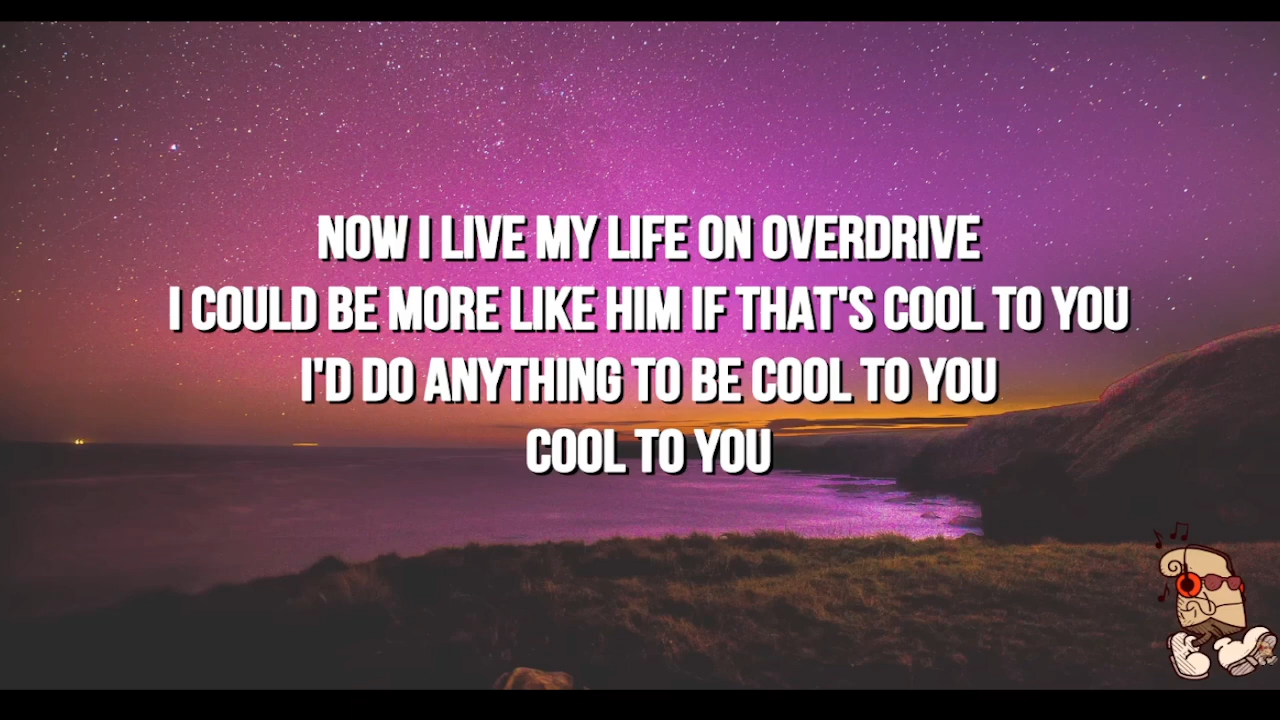 NOW I LIVE MY LIFE ON OVERDRIVE
I COULD BE MORE LIKE HIM IF THAT'S COOL TO YOU
I'D DO ANYTHING TO BE COOL TO YOU
COOL TO YOU